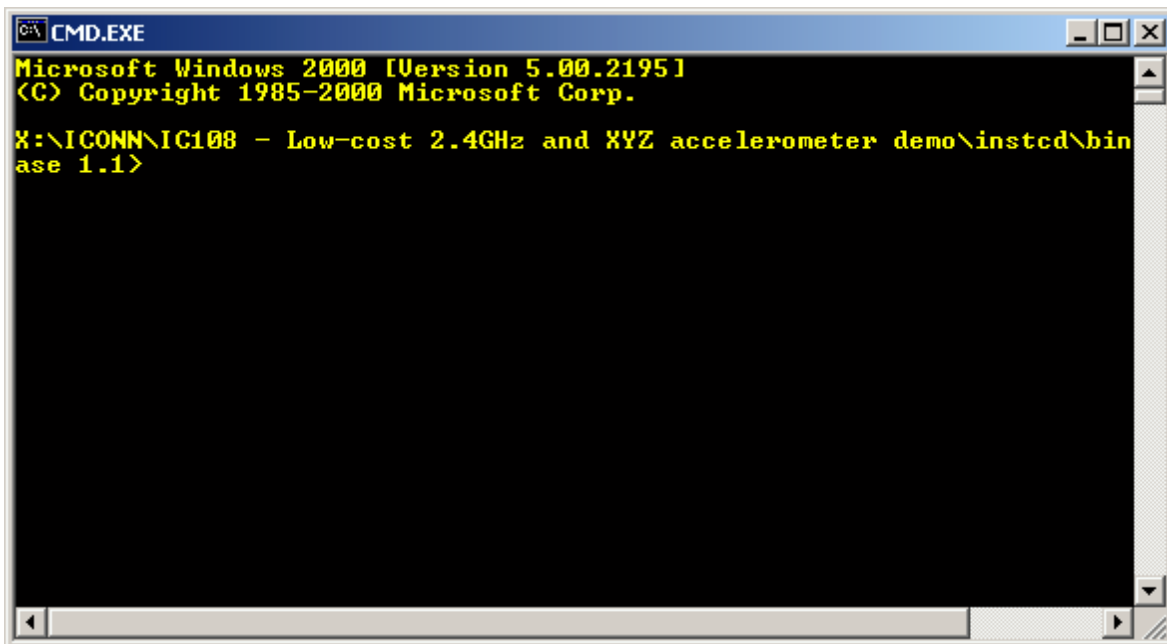 CMD.EXE
Microsoft Windows 2000 [Version 5.00.2195]
(C) Copyright 1985-2000 Microsoft Corp.
X:\ICONN\IC108 - Low-cost 2.4GHz and XYZ accelerometer demo\instcd\bin
ase 1.1>